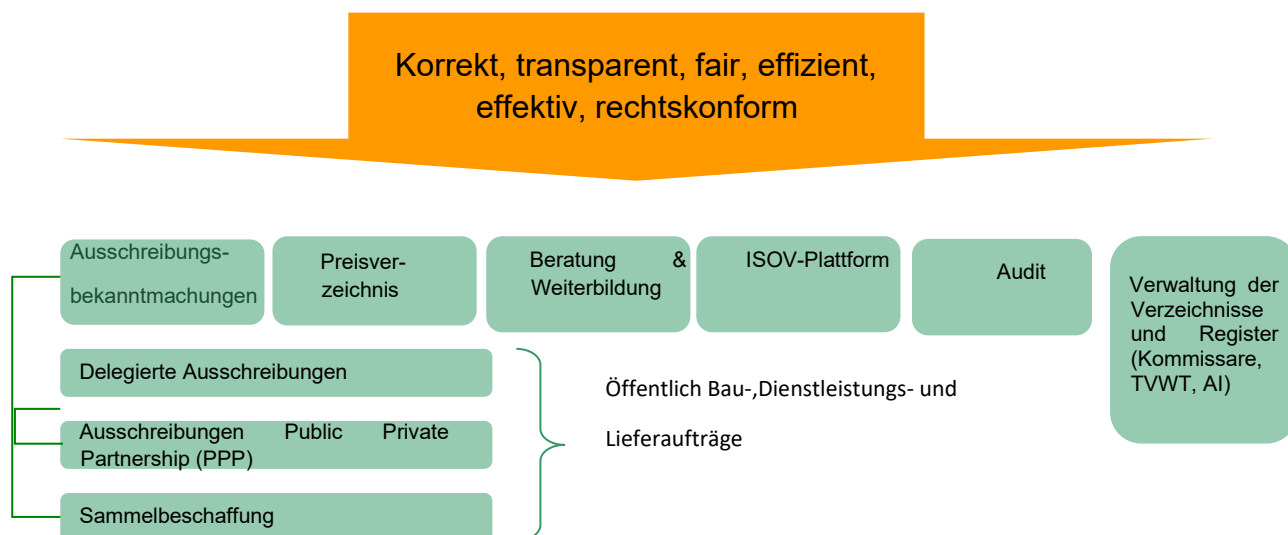 Korrekt, transparent, fair, effizient,
effektiv, rechtskonform
Ausschreibungs-
bekanntmachungen
Preisver-
zeichnis
Beratung &
Weiterbildung
ISOV-Plattform
Audit
Verwaltung der
Verzeichnisse
und Register
(Kommissare,
TVWT, AI)
Delegierte Ausschreibungen
Ausschreibungen Public Private
Partnership (PPP)
Sammelbeschaffung
Öffentlich Bau-,Dienstleistungs- und
Lieferaufträge